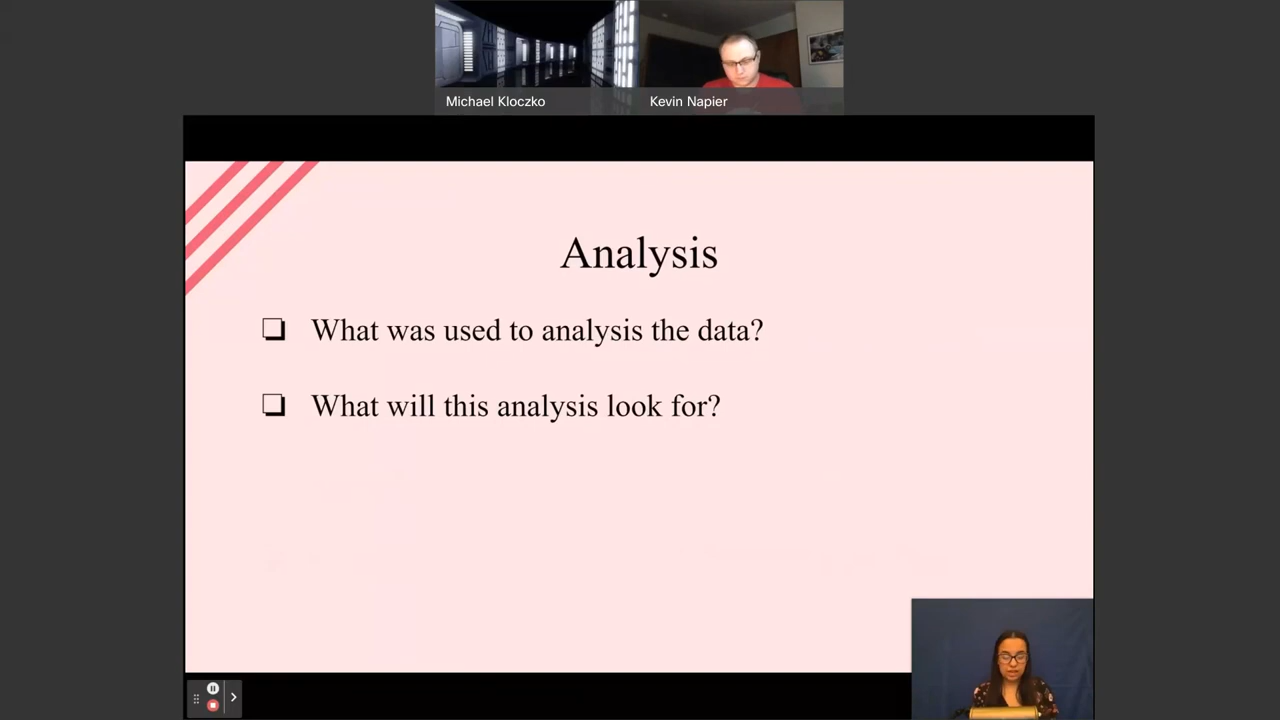 Michael Kloczko
Kevin Napier
Analysis
❏ What was used to analysis the data?
❏ What will this analysis look for?